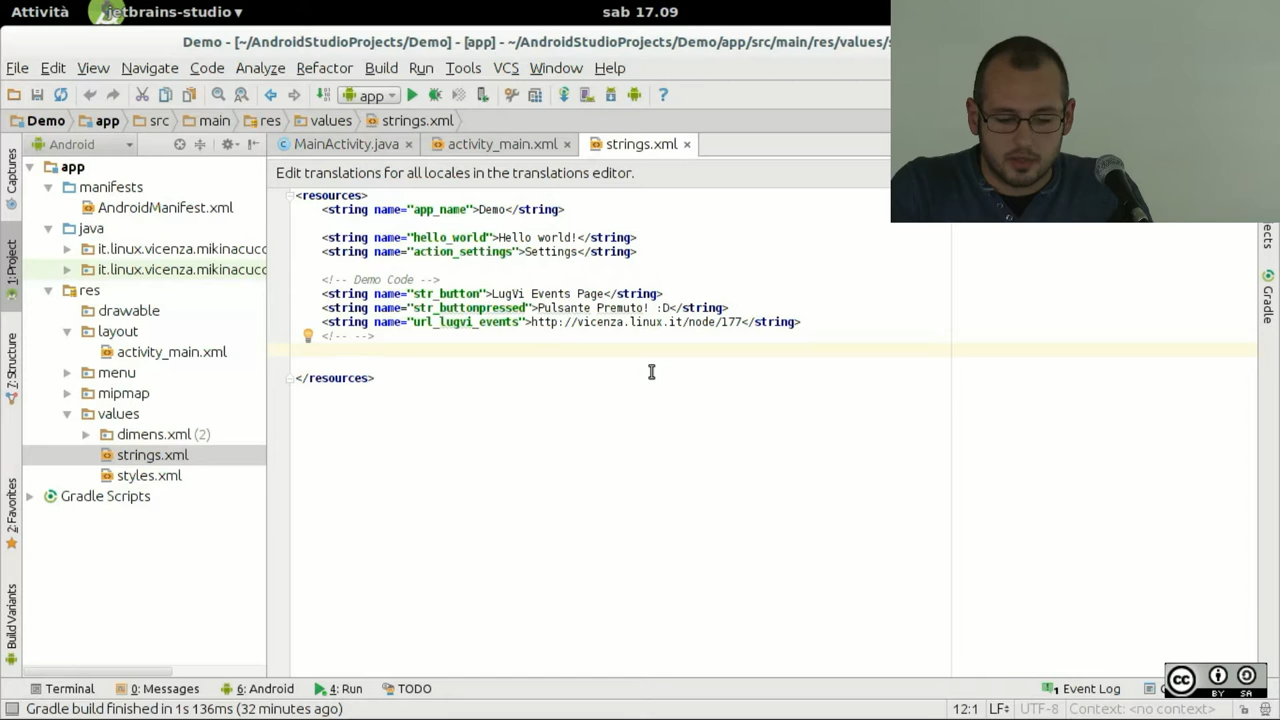 Attività
jetbrains-studio ▾
sab 17.09
Demo - [~/AndroidStudioProjects/Demo] - [app] - ~/AndroidStudioProjects/Demo/app/src/main/res/values/
File Edit View Navigate Code Analyze Refactor Build Run Tools VCS Window Help
app
?
Demo app src main res values strings.xml
Android
MainActivity.java
activity_main.xml
strings.xml
Edit translations for all locales in the translations editor.
app
manifests
AndroidManifest.xml
java
it.linux.vicenza.mikinacucc
it.linux.vicenza.mikinacucc
res
drawable
layout
activity_main.xml
menu
mipmap
values
dimens.xml (2)
strings.xml
styles.xml
Gradle Scripts
<resources>
<string name="app_name">Demo</string>
<string name="hello_world">Hello world!</string>
<string name="action_settings">Settings</string>
<!-- Demo Code -->
<string name="str_button">LugVi Events Page</string>
<string name="str_buttonpressed">Pulsante Premuto! :D</string>
<string name="url_lugvi_events">http://vicenza.linux.it/node/177</string>
<!-- -->
</resources>
Captures
1: Project
7: Structure
2: Favorites
Build Variants
Gradle
Terminal
0: Messages
6: Android
4: Run
TODO
Event Log
Gradle build finished in 1s 136ms (32 minutes ago)
12:1 LF÷ UTF-8 Context: <no context>
cc
BY SA